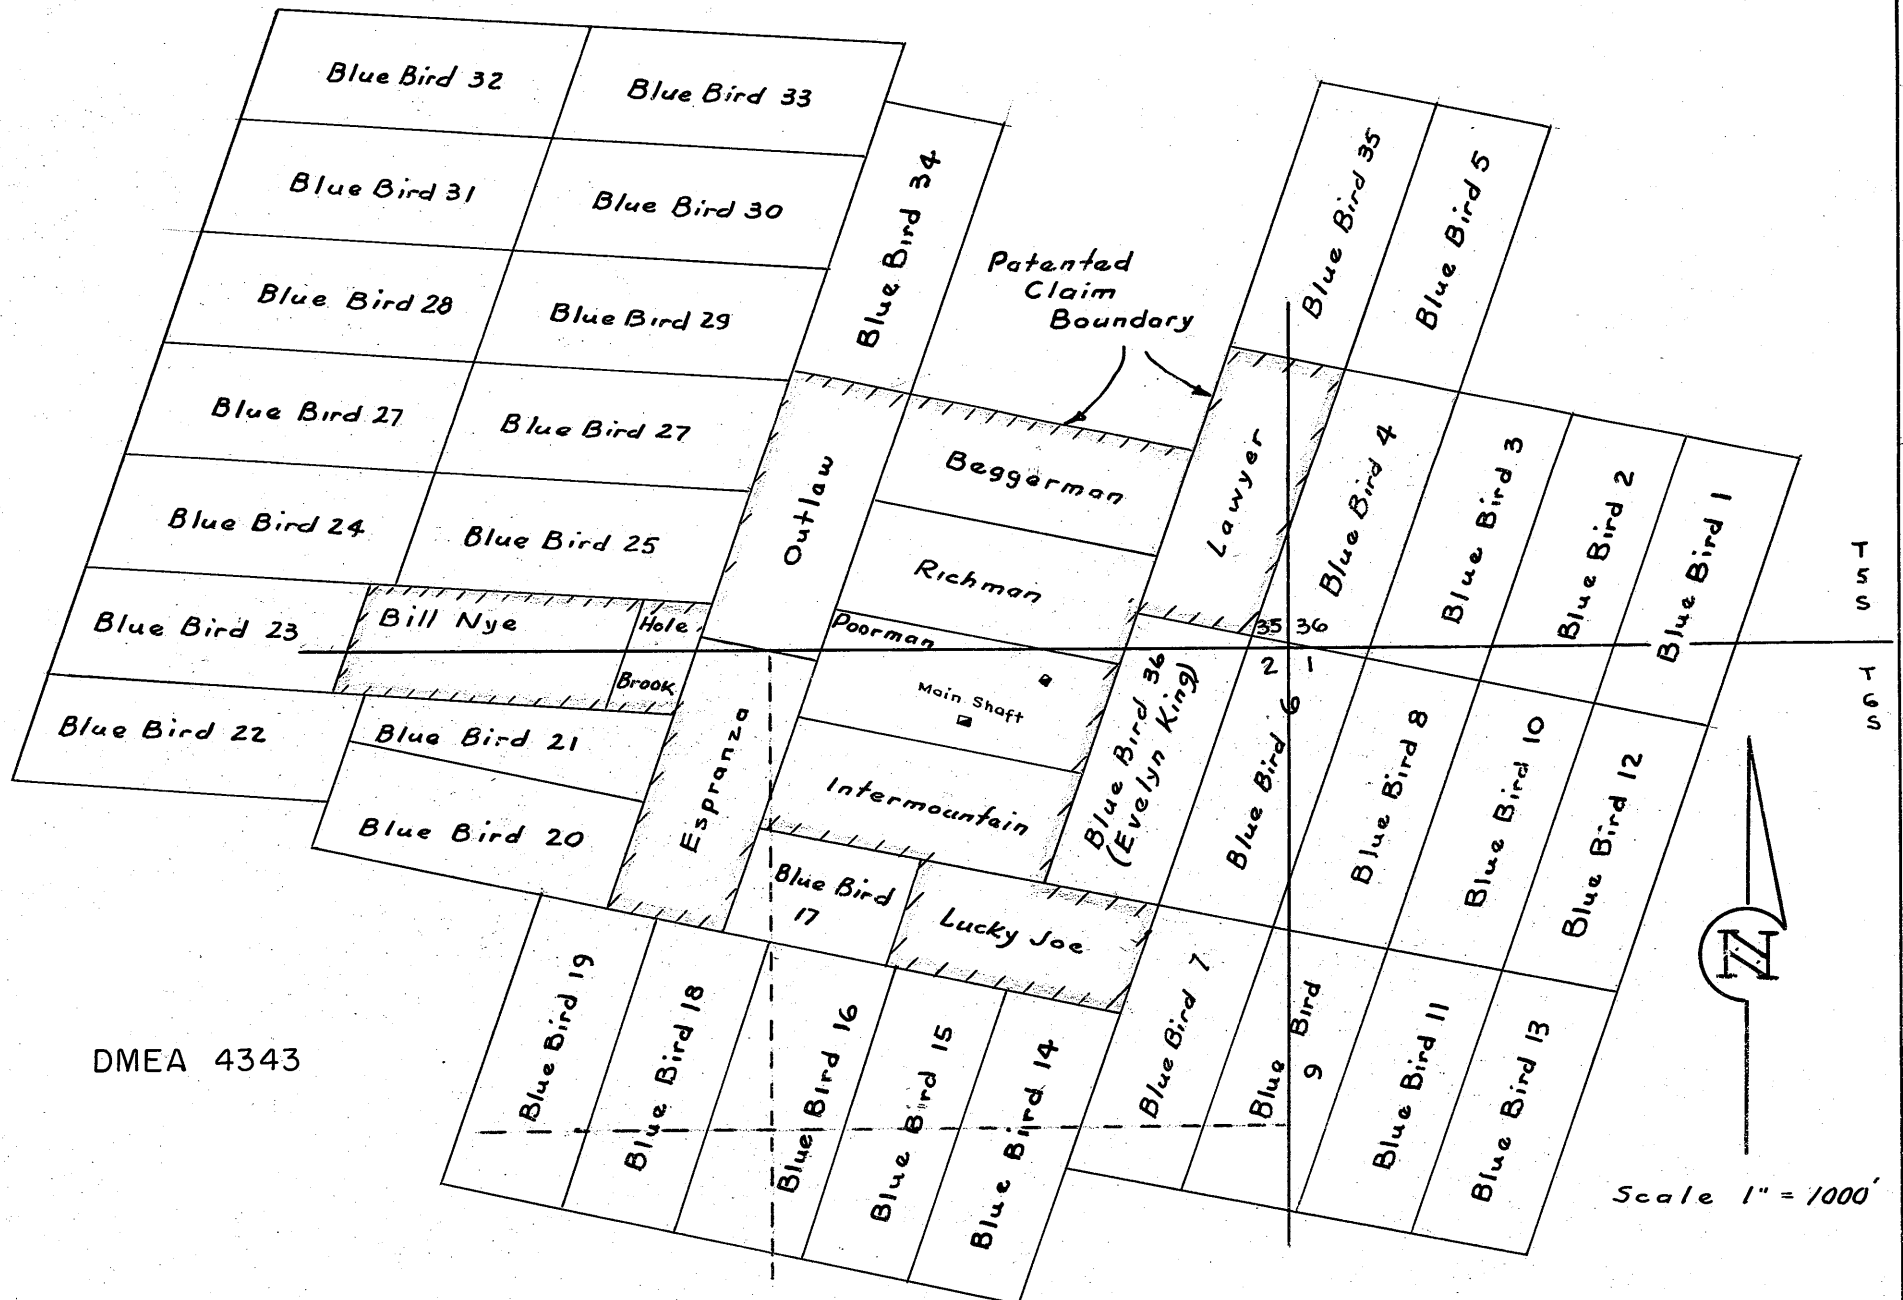 Blue Bird 32
Blue Bird 33
Blue Bird 31
Blue Bird 30
Blue Bird 28
Blue Bird 29
Blue Bird 27
Blue Bird 27
Blue Bird 24
Blue Bird 25
Blue Bird 23
Bill Nye
Hole
Brook
Blue Bird 22
Blue Bird 21
Blue Bird 20
Blue Bird 34
Patented
Claim
Boundary
Outlaw
Beggerman
Richman
Poorman
Main Shaft
Intermountain
Espranza
Lawyer
Blue Bird 35
Blue Bird 5
Blue Bird 4
Blue Bird 3
Blue Bird 2
Blue Bird 1
35 36
2 1
T
5
S
T
6
S
Blue Bird 36
(Evelyn King)
Blue Bird 6
Blue Bird 8
Blue Bird 10
Blue Bird 12
Blue Bird
17
Lucky Joe
Blue Bird 19
Blue Bird 18
Blue Bird 16
Blue Bird 15
Blue Bird 14
Blue Bird 7
Blue Bird
9
Blue Bird 11
Blue Bird 13
N
DMEA 4343
Scale 1" = 1000'